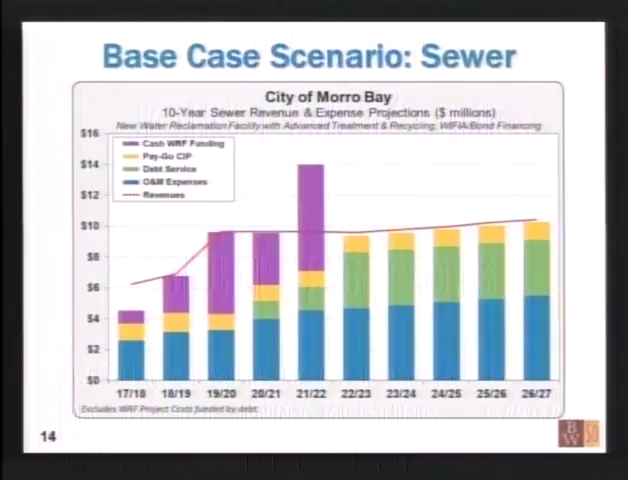 Base Case Scenario: Sewer
City of Morro Bay
10-Year Sewer Revenue & Expense Projections ($ millions)
New Water Reclamation Facility with Advanced Treatment & Recycling, WIFIA/Bond Financing
$16
$14
$12
$10
$8
$6
$4
$2
$0
Cash WRF Funding
Pay-Go CIP
Debt Service
O&M Expenses
Revenues
17/18 18/19 19/20 20/21 21/22 22/23 23/24 24/25 25/26 26/27
Excludes WRF Project Costs funded by debt.
14
B
W